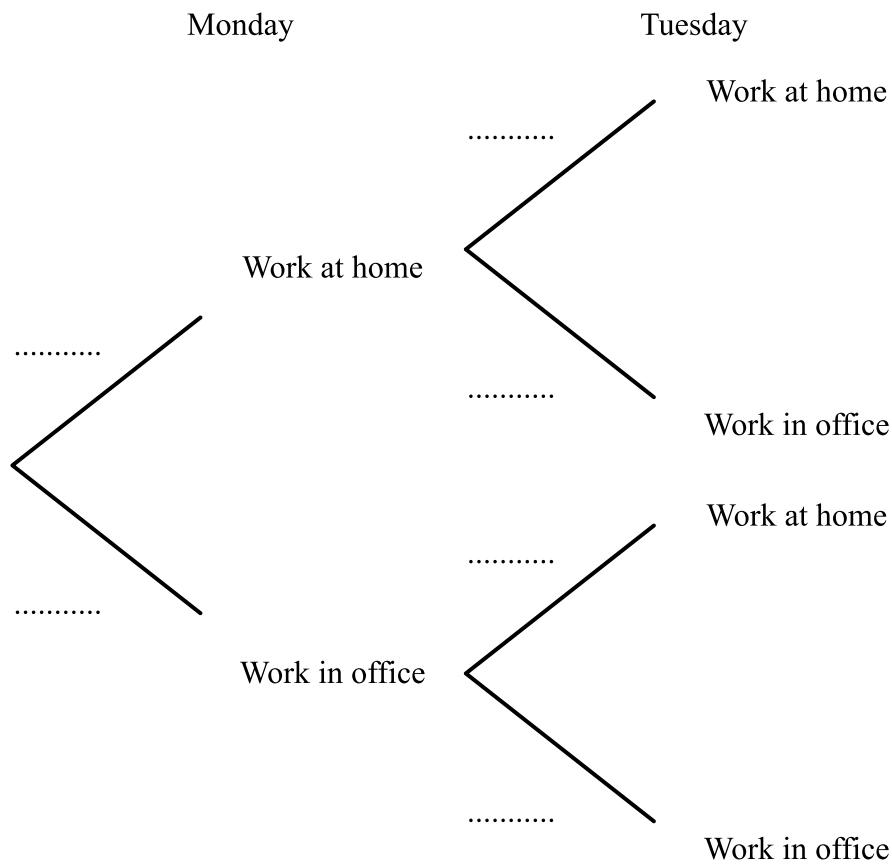 Monday
Tuesday
Work at home
...........
Work at home
...........
...........
Work in office
Work at home
...........
...........
Work in office
...........
Work in office